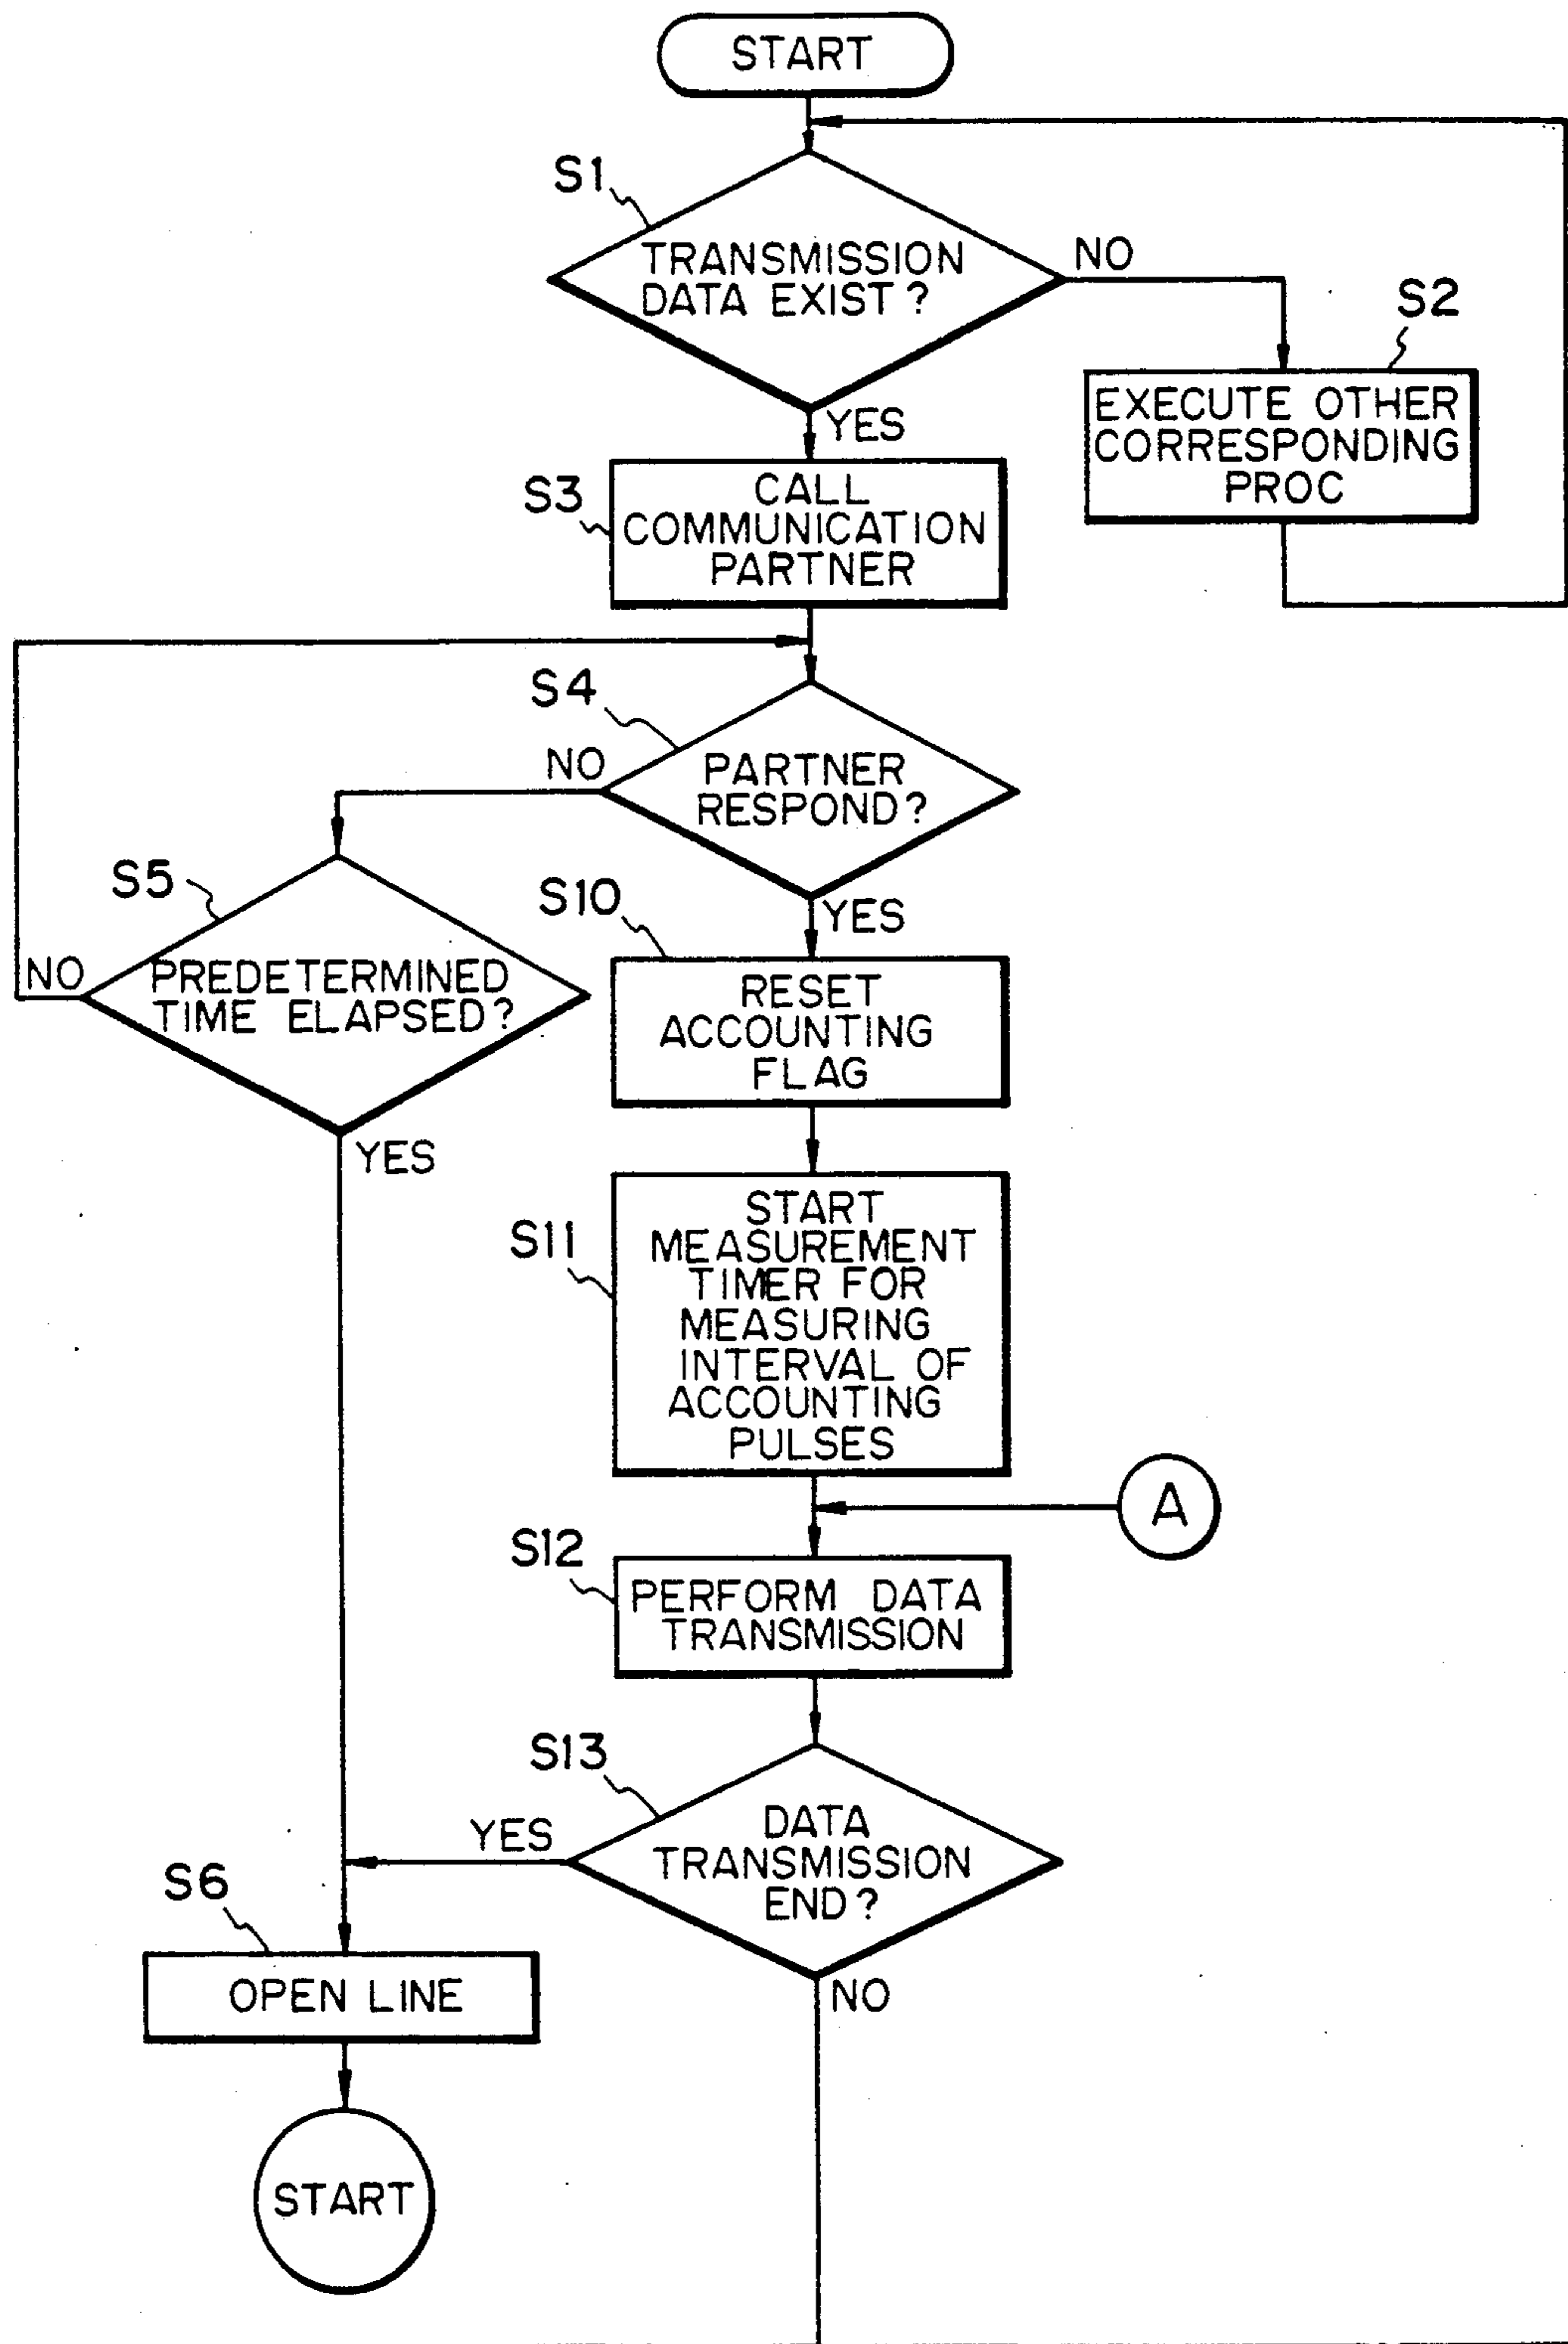 START
S1
TRANSMISSION
DATA EXIST?
NO
S2
EXECUTE OTHER
CORRESPONDING
PROC
YES
S3
CALL
COMMUNICATION
PARTNER
S4
NO
PARTNER
RESPOND?
S5
S10
YES
NO
PREDETERMINED
TIME ELAPSED?
RESET
ACCOUNTING
FLAG
YES
S11
START
MEASUREMENT
TIMER FOR
MEASURING
INTERVAL OF
ACCOUNTING
PULSES
A
S12
PERFORM DATA
TRANSMISSION
S13
YES
DATA
TRANSMISSION
END?
S6
OPEN LINE
NO
START